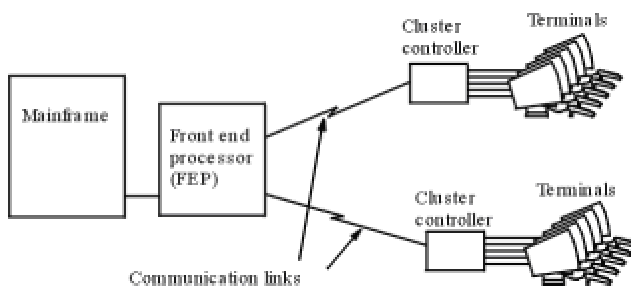 Cluster
controller
Terminals
Mainframe
Front end
processor
(FEP)
Cluster
controller
Terminals
Communication links